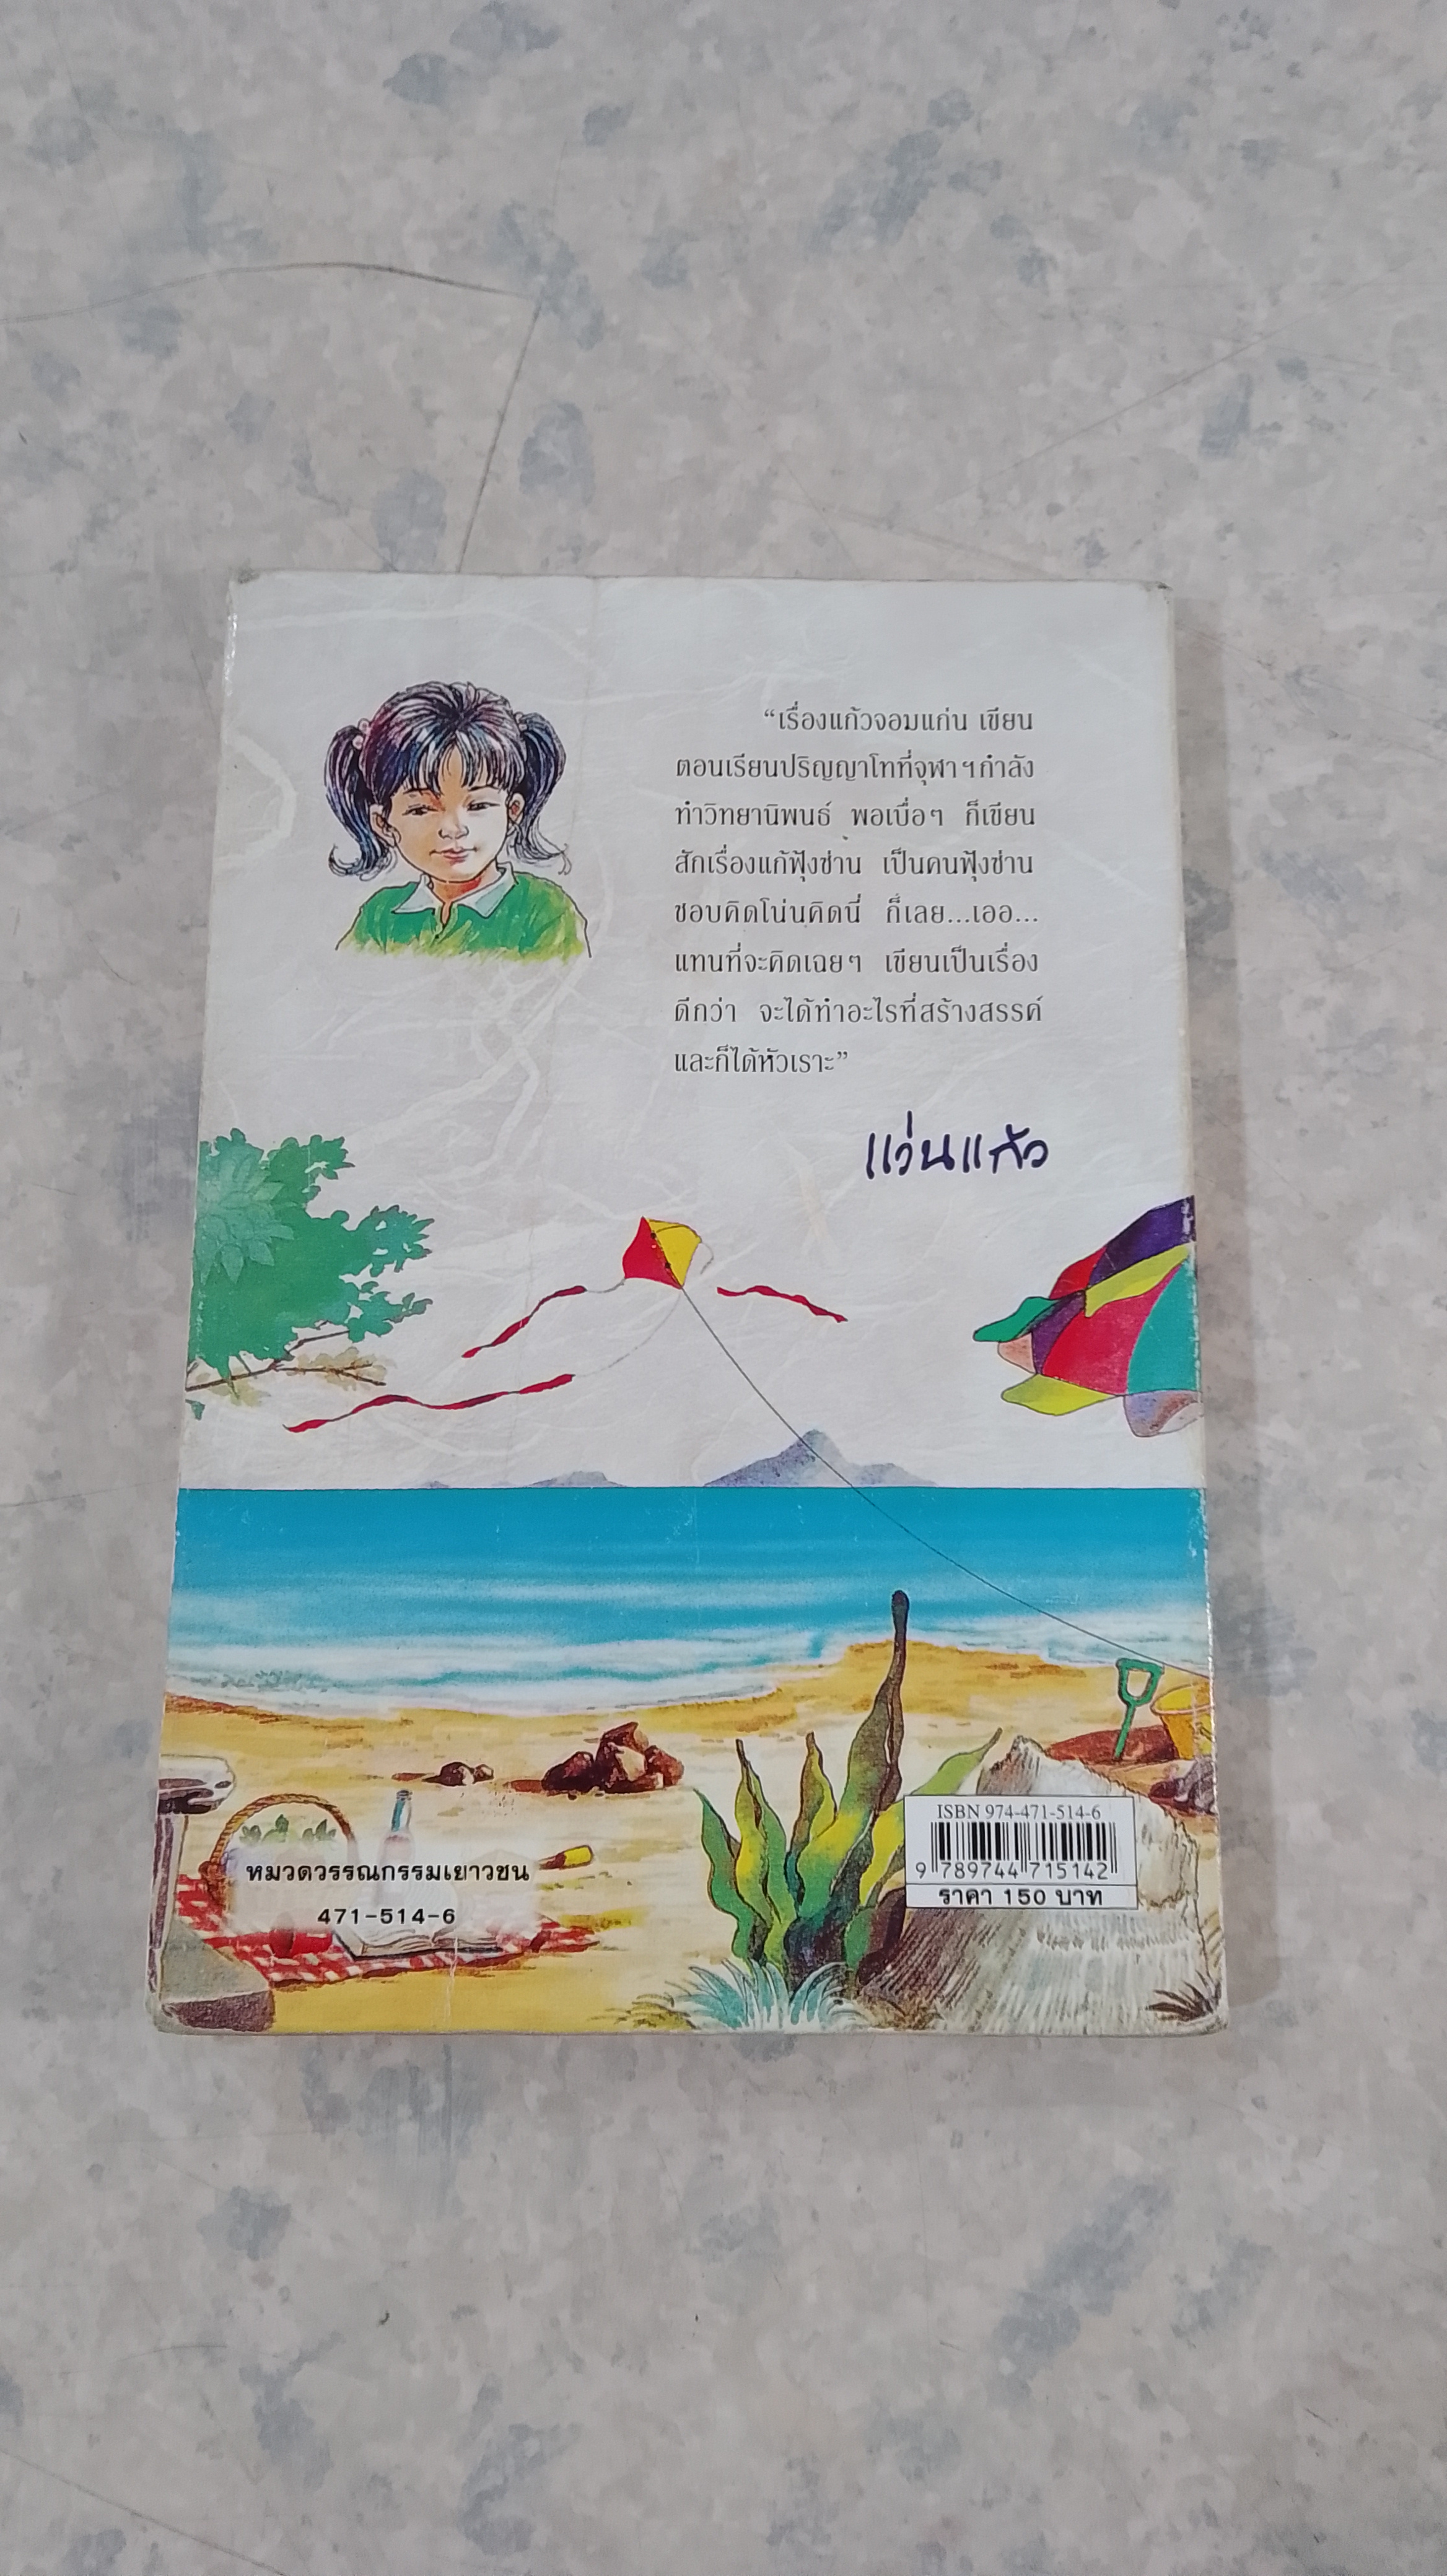 “เรื่องแก้วจอมแก่น เขียน
ตอนเรียนปริญญาโทที่จุฬาฯกำลัง
ทำวิทยานิพนธ์ พอเบื่อๆ ก็เขียน
สักเรื่องแก้ฟุ้งซ่าน เป็นคนฟุ้งซ่าน
ชอบคิดโน่นคิดนี่ ก็เลย...เออ...
แทนที่จะคิดเฉยๆ เขียนเป็นเรื่อง
ดีกว่า จะได้ทำอะไรที่สร้างสรรค์
และก็ได้หัวเราะ”
แว่นแก้ว
ISBN 974-471-514-6
9 789744 715142
ราคา 150 บาท
หมวดวรรณกรรมเยาวชน
471-514-6